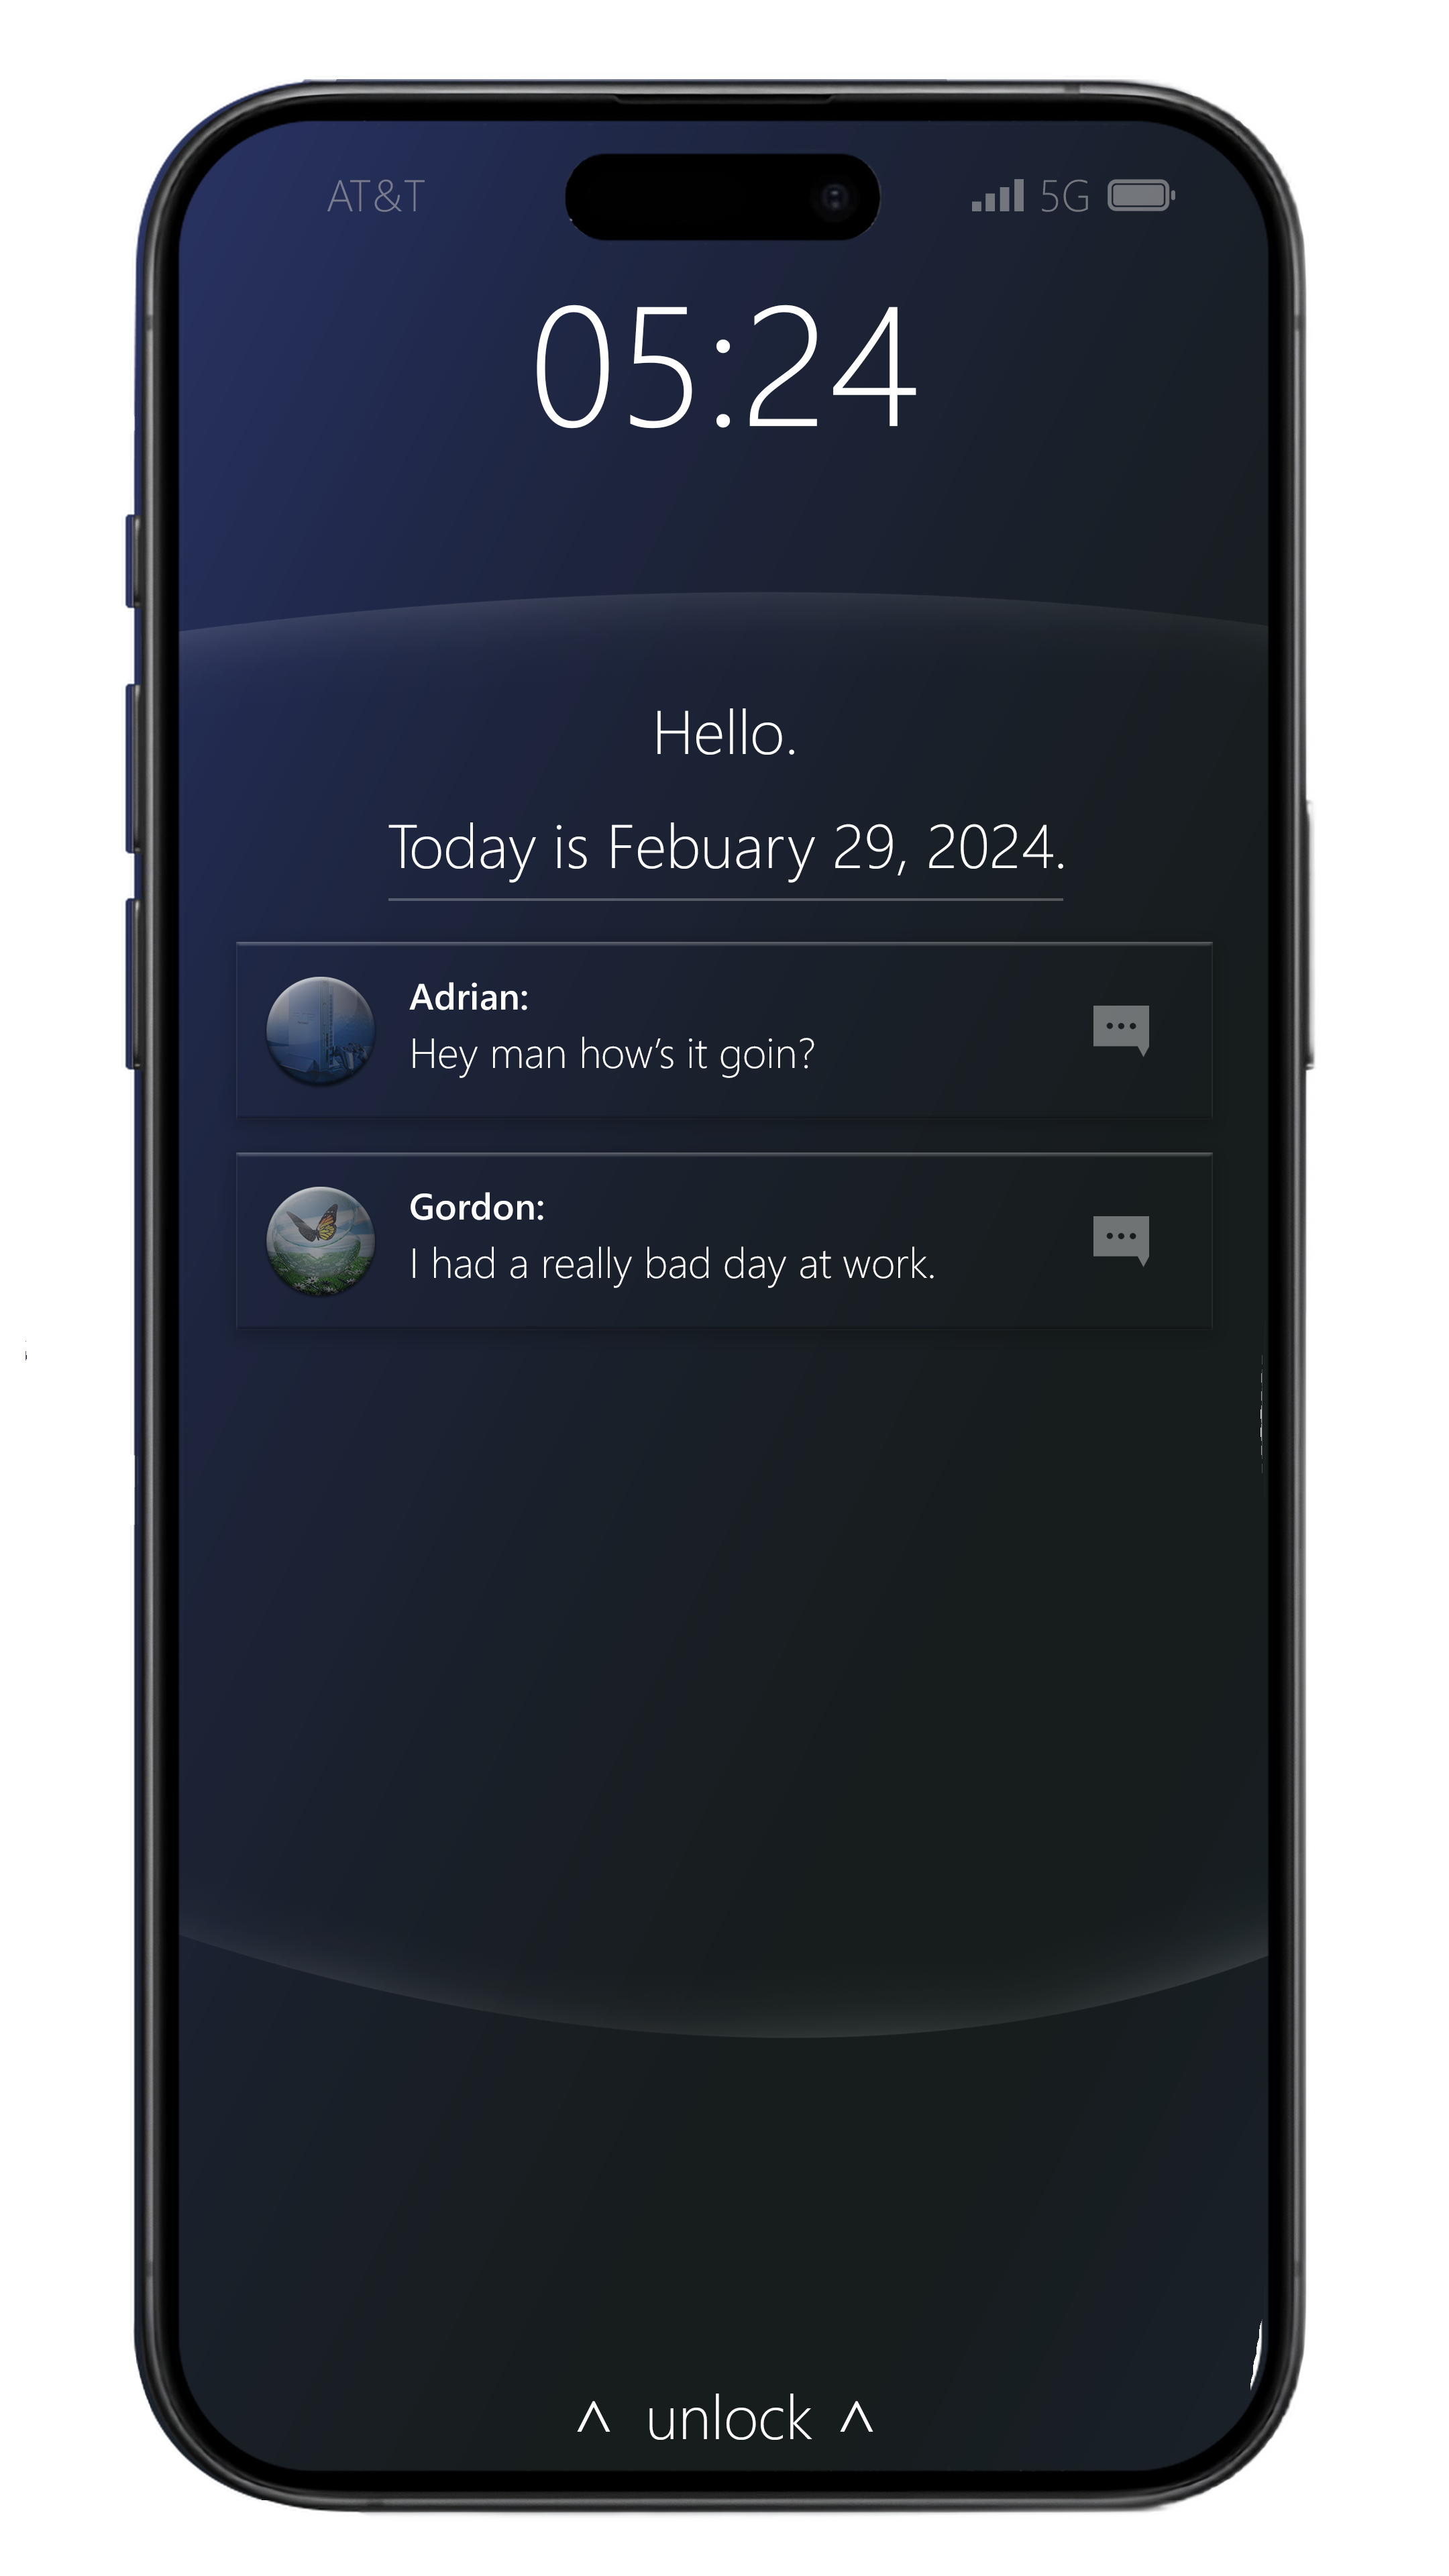 AT&T
5G
05:24
Hello.
Today is Febuary 29, 2024.
Adrian:
Hey man how’s it goin?
Gordon:
I had a really bad day at work.
^ unlock ^